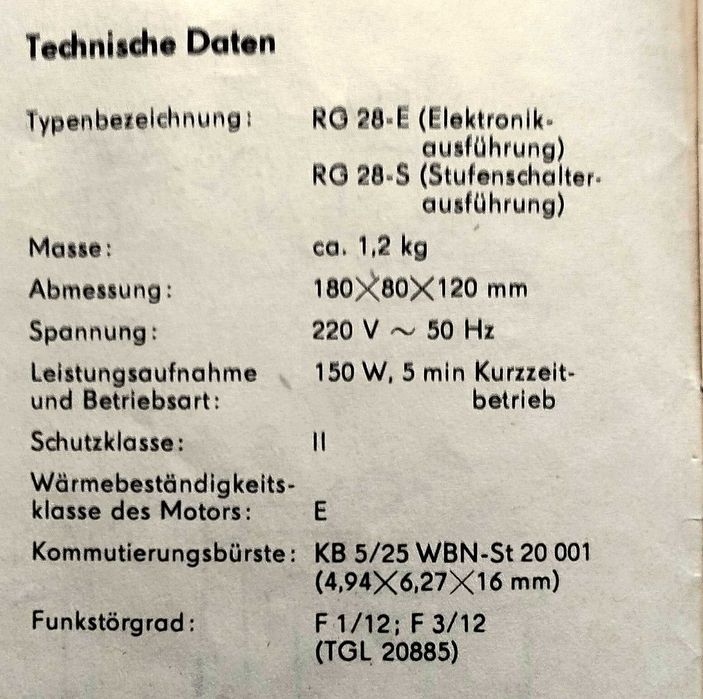 Technische Daten
Typenbezeichnung: RG 28-E (Elektronik-
ausführung)
RG 28-S (Stufenschalter-
ausführung)
Masse: ca. 1,2 kg
Abmessung: 180×80×120 mm
Spannung: 220 V ~ 50 Hz
Leistungsaufnahme 150 W, 5 min Kurzzeit-
und Betriebsart: betrieb
Schutzklasse: II
Wärmebeständigkeits-
klasse des Motors: E
Kommutierungsbürste: KB 5/25 WBN-St 20 001
(4,94×6,27×16 mm)
Funkstörgrad: F 1/12; F 3/12
(TGL 20885)